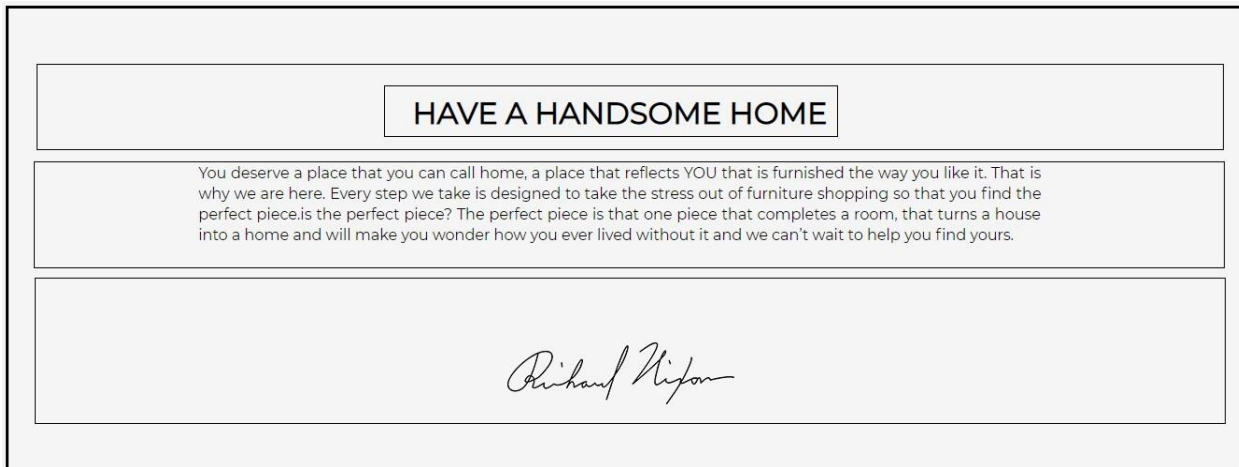 HAVE A HANDSOME HOME
You deserve a place that you can call home, a place that reflects YOU that is furnished the way you like it. That is
why we are here. Every step we take is designed to take the stress out of furniture shopping so that you find the
perfect piece.is the perfect piece? The perfect piece is that one piece that completes a room, that turns a house
into a home and will make you wonder how you ever lived without it and we can’t wait to help you find yours.
Richard Nixon